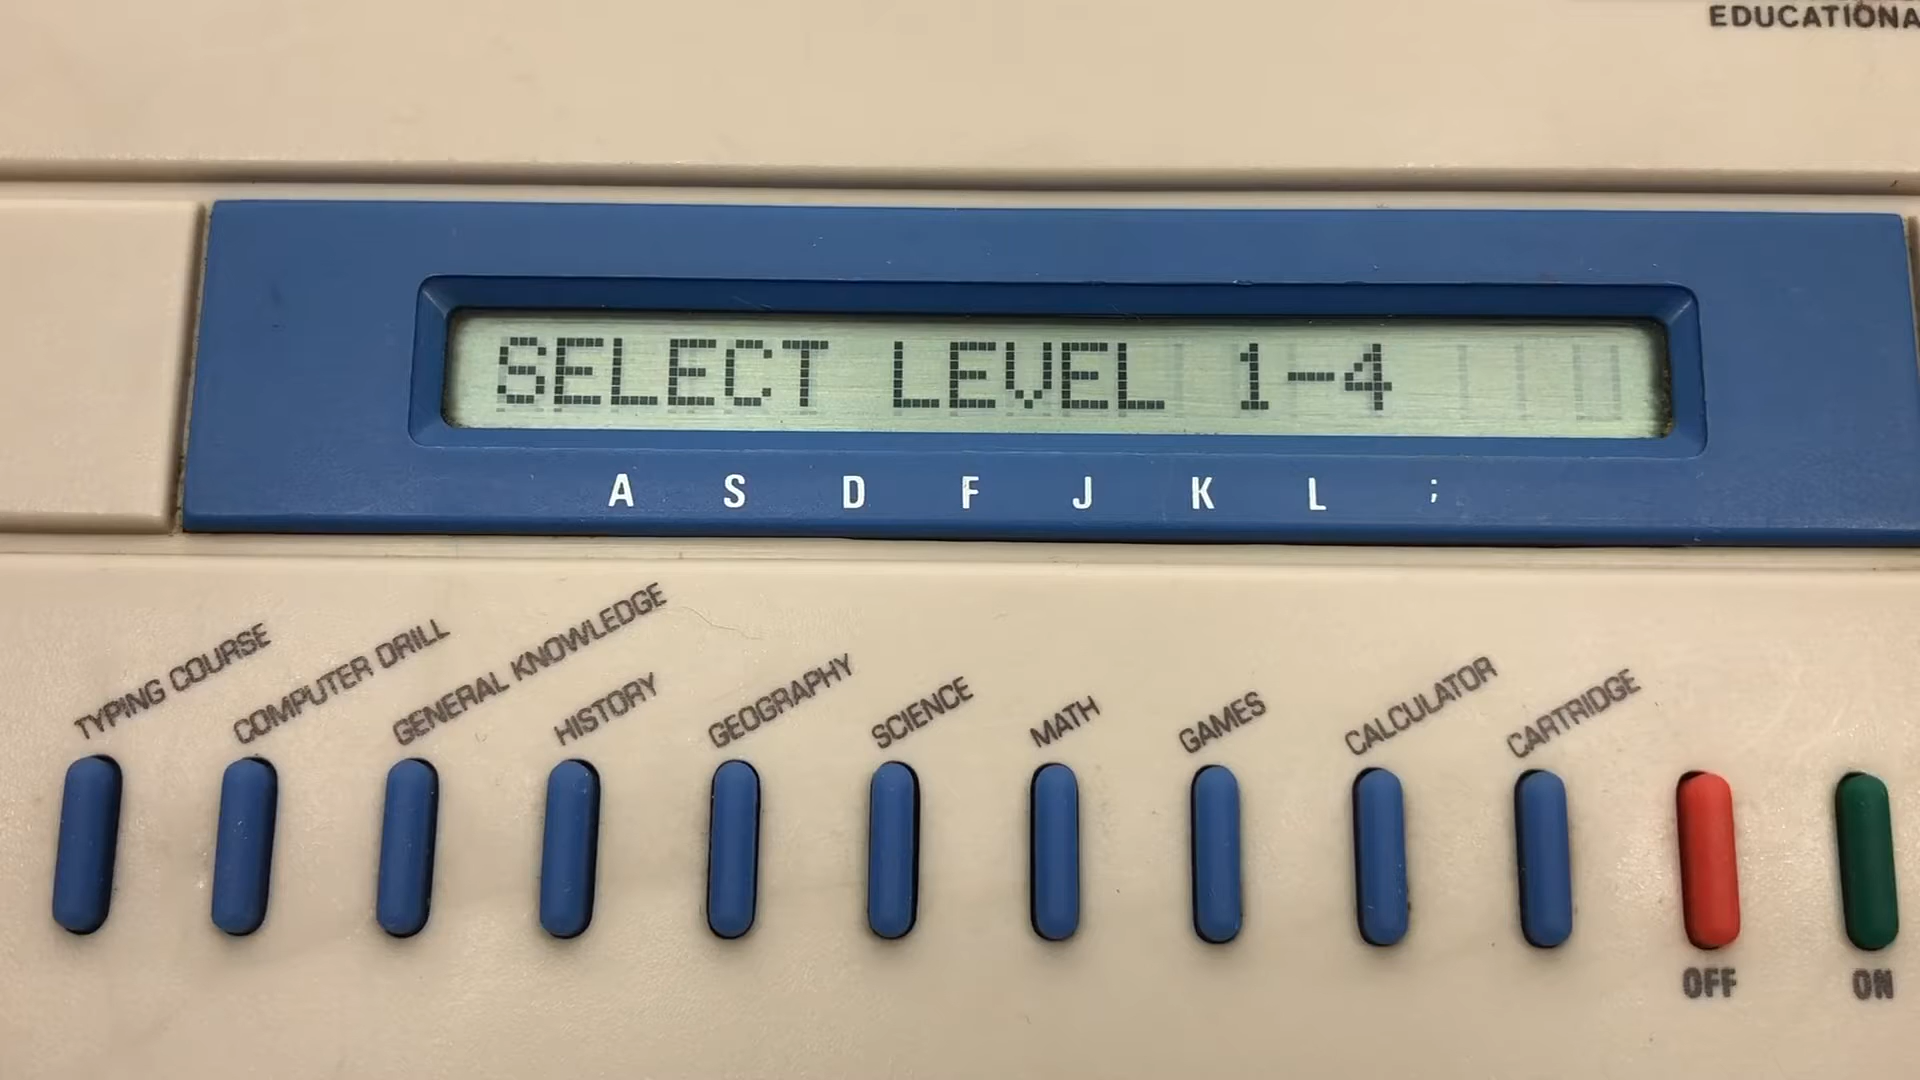 EDUCATIONA
SELECT LEVEL 1-4
A S D F J K L ;
TYPING COURSE
COMPUTER DRILL
GENERAL KNOWLEDGE
HISTORY
GEOGRAPHY
SCIENCE
MATH
GAMES
CALCULATOR
CARTRIDGE
OFF
ON